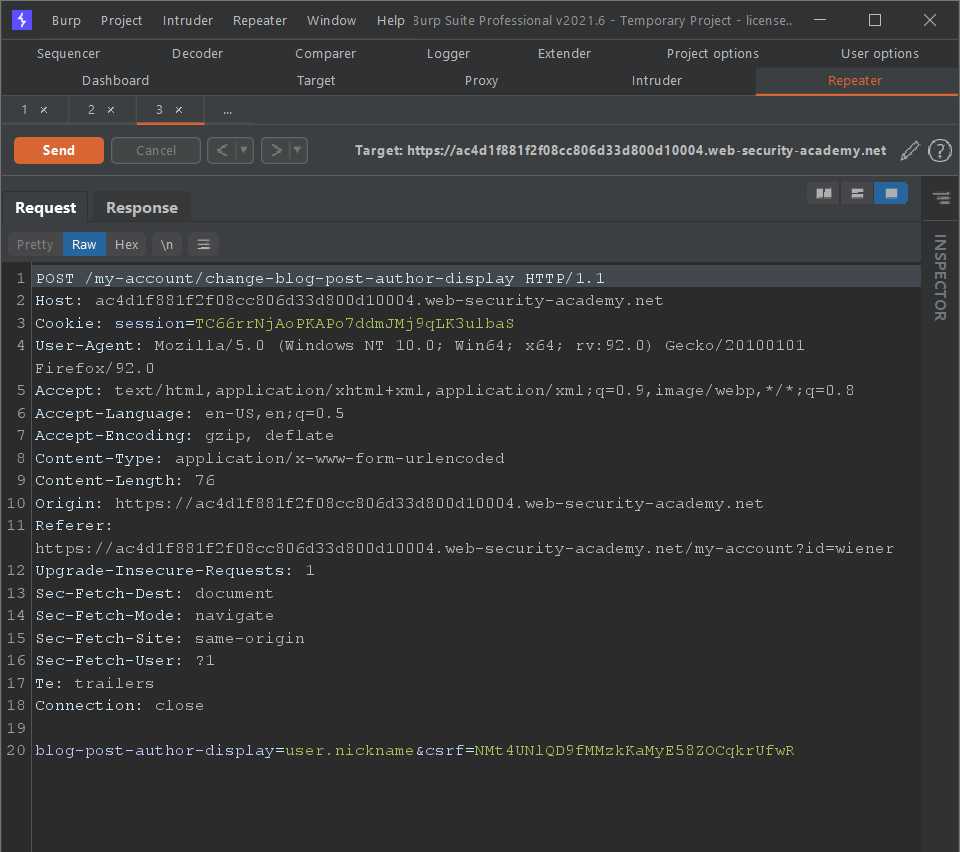 Burp Project Intruder Repeater Window Help Burp Suite Professional v2021.6 - Temporary Project - license..
Sequencer Decoder Comparer Logger Extender Project options User options
Dashboard Target Proxy Intruder Repeater
1 × 2 × 3 × ...
Send Cancel < ▼ > ▼ Target: https://ac4d1f881f2f08cc806d33d800d10004.web-security-academy.net ?
Request Response
Pretty Raw Hex \n
INSPECTOR
1 POST /my-account/change-blog-post-author-display HTTP/1.1
2 Host: ac4d1f881f2f08cc806d33d800d10004.web-security-academy.net
3 Cookie: session=TC66rrNjAoPKAPo7ddmJMj9qLK3ulbaS
4 User-Agent: Mozilla/5.0 (Windows NT 10.0; Win64; x64; rv:92.0) Gecko/20100101
Firefox/92.0
5 Accept: text/html,application/xhtml+xml,application/xml;q=0.9,image/webp,*/*;q=0.8
6 Accept-Language: en-US,en;q=0.5
7 Accept-Encoding: gzip, deflate
8 Content-Type: application/x-www-form-urlencoded
9 Content-Length: 76
10 Origin: https://ac4d1f881f2f08cc806d33d800d10004.web-security-academy.net
11 Referer:
https://ac4d1f881f2f08cc806d33d800d10004.web-security-academy.net/my-account?id=wiener
12 Upgrade-Insecure-Requests: 1
13 Sec-Fetch-Dest: document
14 Sec-Fetch-Mode: navigate
15 Sec-Fetch-Site: same-origin
16 Sec-Fetch-User: ?1
17 Te: trailers
18 Connection: close
19
20 blog-post-author-display=user.nickname&csrf=NMt4UNlQD9fMMzkKaMyE58ZOCqkrUfwR